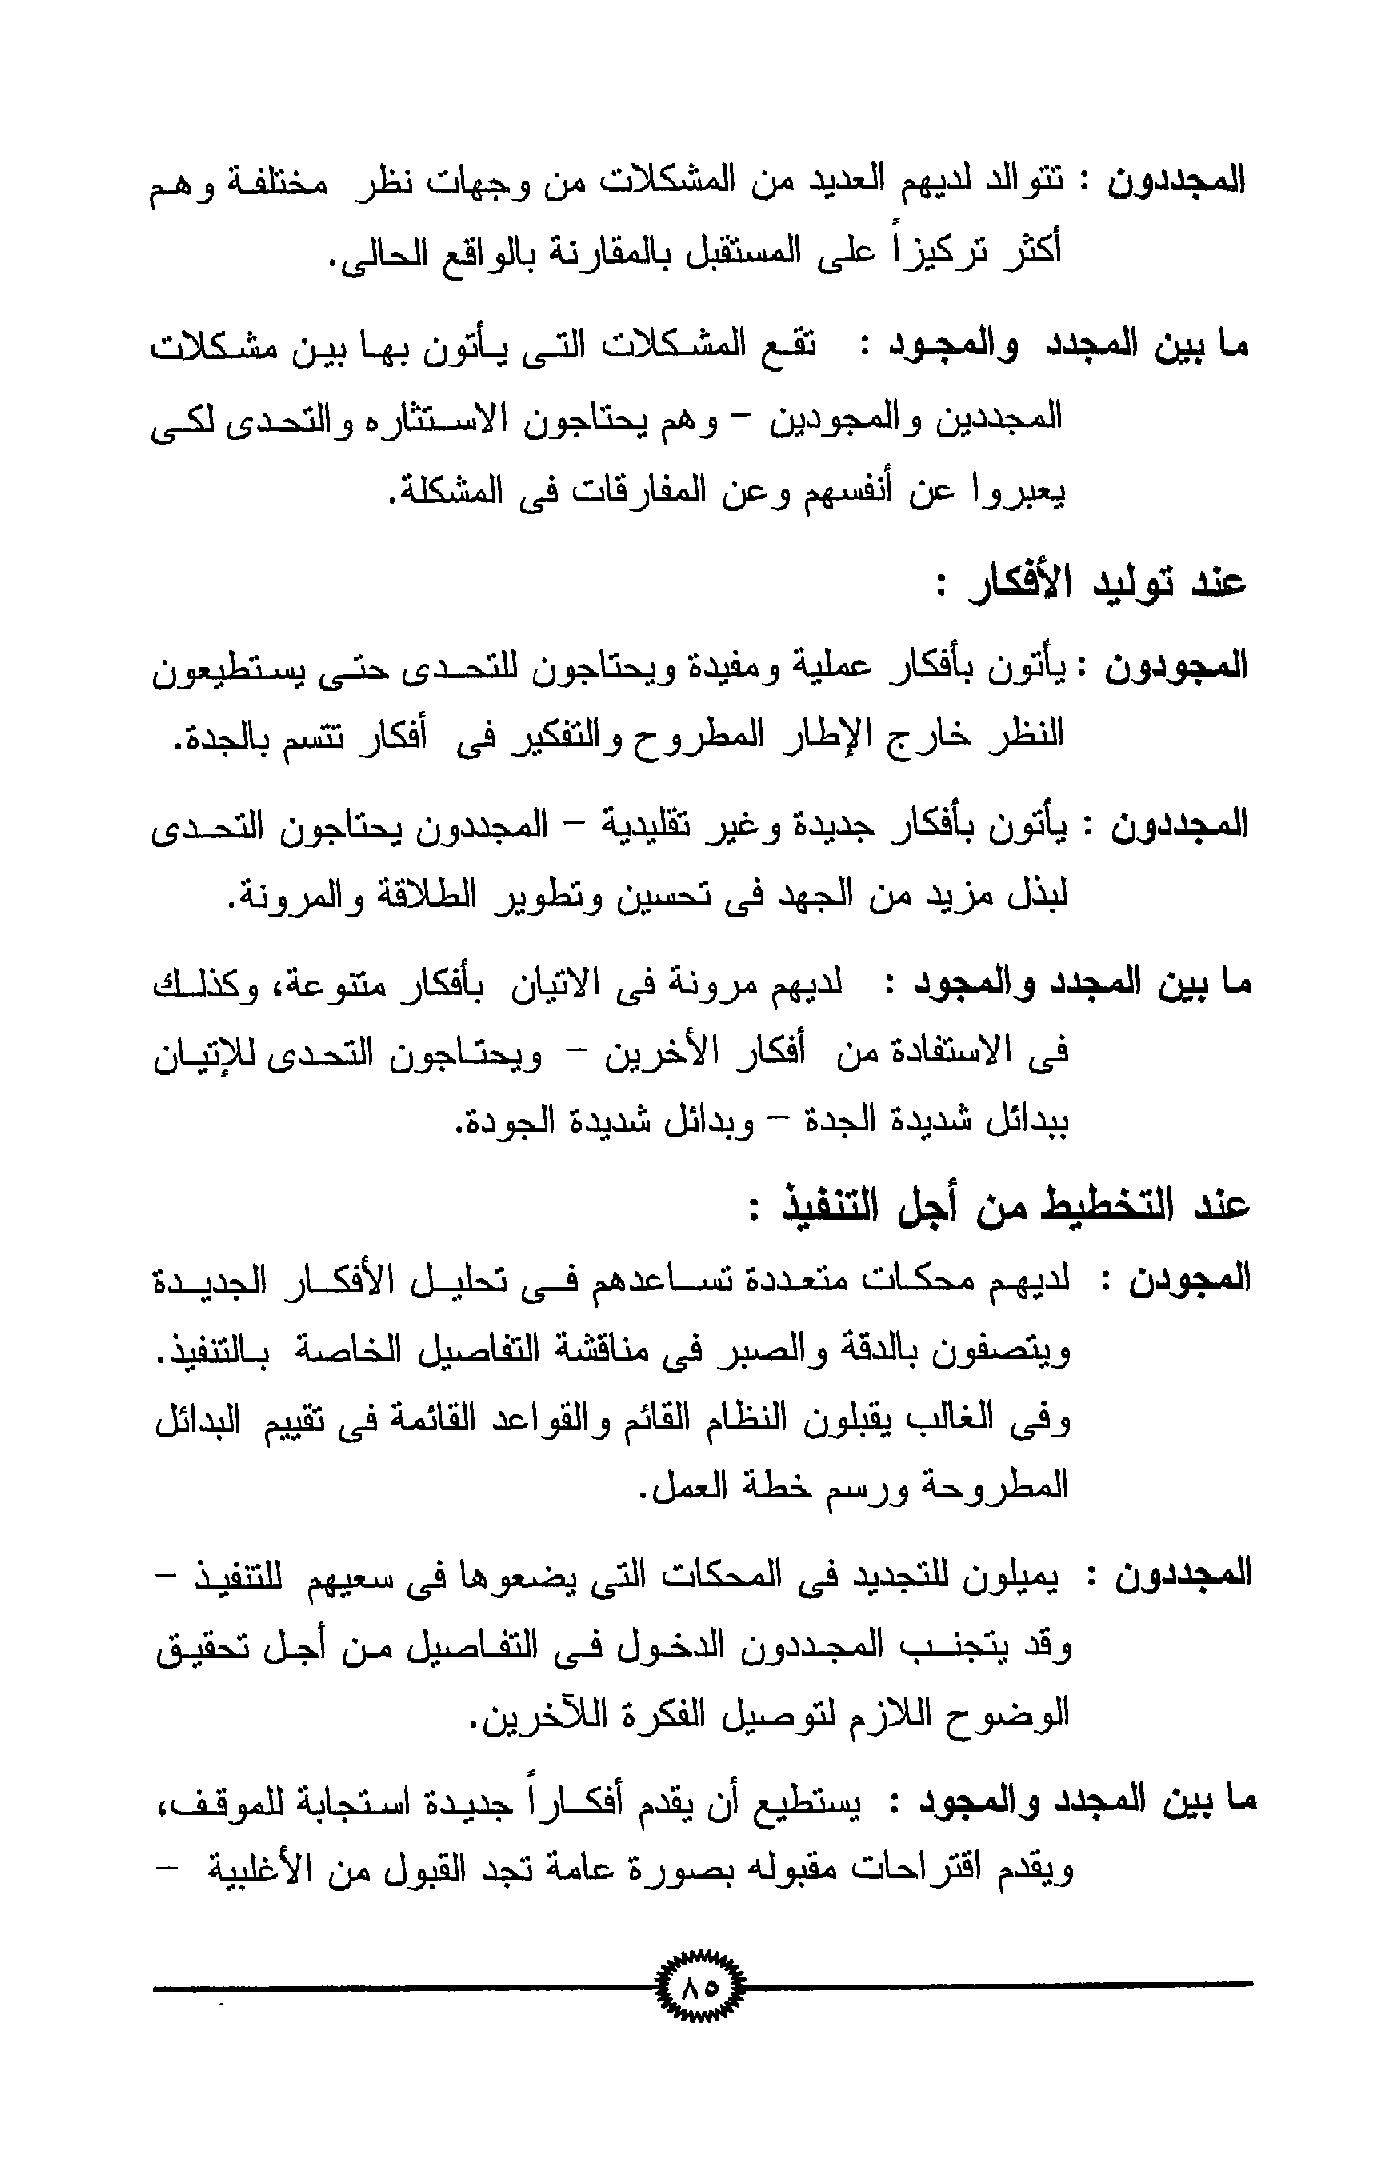 المجددون : تتوالد لديهم العديد من المشكلات من وجهات نظر مختلفة وهم
أكثر تركيزاً على المستقبل بالمقارنة بالواقع الحالى.
ما بين المجدد والمجود : تقع المشكلات التى يأتون بها بين مشكلات
المجددين والمجودين – وهم يحتاجون الاستثاره والتحدى لكى
يعبروا عن أنفسهم وعن المفارقات فى المشكلة.
عند توليد الأفكار :
المجودون : يأتون بأفكار عملية ومفيدة ويحتاجون للتحدى حتى يستطيعون
النظر خارج الإطار المطروح والتفكير فى أفكار تتسم بالجدة.
المجددون : يأتون بأفكار جديدة وغير تقليدية – المجددون يحتاجون التحدى
لبذل مزيد من الجهد فى تحسين وتطوير الطلاقة والمرونة.
ما بين المجدد والمجود : لديهم مرونة فى الاتيان بأفكار متنوعة، وكذلك
فى الاستفادة من أفكار الأخرين – ويحتاجون التحدى للإتيان
ببدائل شديدة الجدة – وبدائل شديدة الجودة.
عند التخطيط من أجل التنفيذ :
المجودن : لديهم محكات متعددة تساعدهم فى تحليل الأفكار الجديدة
ويتصفون بالدقة والصبر فى مناقشة التفاصيل الخاصة بالتنفيذ.
وفى الغالب يقبلون النظام القائم والقواعد القائمة فى تقييم البدائل
المطروحة ورسم خطة العمل.
المجددون : يميلون للتجديد فى المحكات التى يضعوها فى سعيهم للتنفيذ –
وقد يتجنب المجددون الدخول فى التفاصيل من أجل تحقيق
الوضوح اللازم لتوصيل الفكرة اللآخرين.
ما بين المجدد والمجود : يستطيع أن يقدم أفكاراً جديدة استجابة للموقف،
ويقدم اقتراحات مقبوله بصورة عامة تجد القبول من الأغلبية –
٨٥